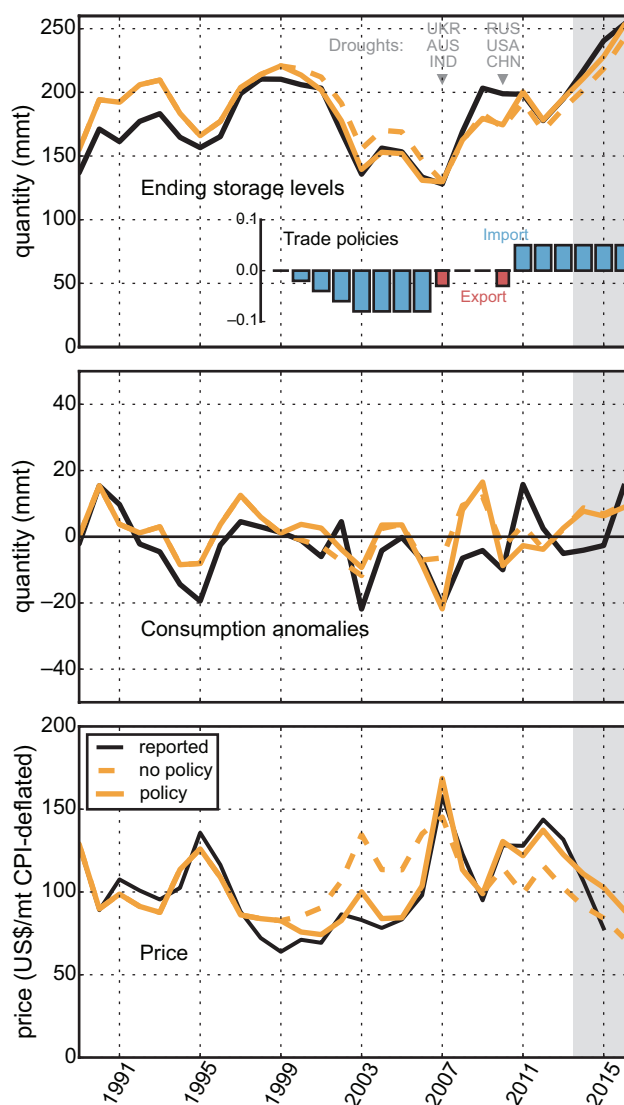 250
200
150
100
50
0
quantity (mmt)
Droughts:
UKR
AUS
IND
RUS
USA
CHN
Ending storage levels
0.1
0.0
−0.1
Trade policies
Import
Export
40
20
0
−20
−40
quantity (mmt)
Consumption anomalies
200
150
100
50
0
price (US$/mt CPI-deflated)
reported
no policy
policy
Price
1991
1995
1999
2003
2007
2011
2015